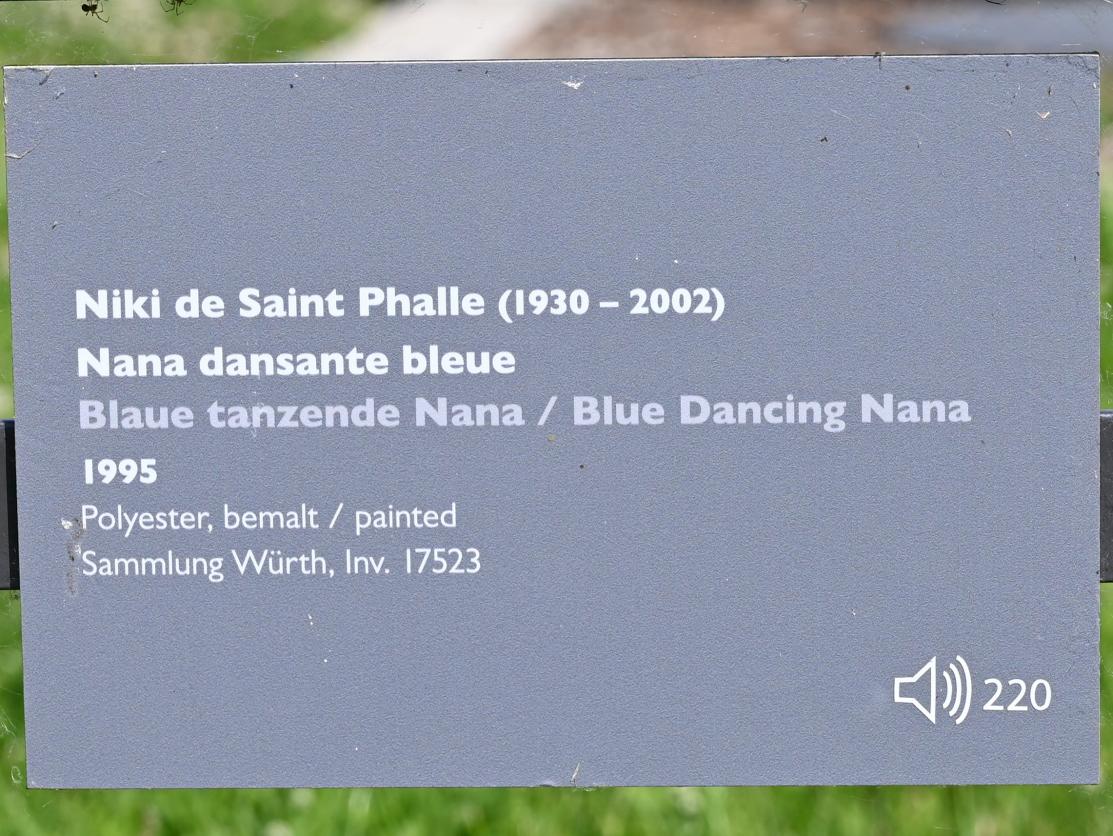 Niki de Saint Phalle (1930 – 2002)
Nana dansante bleue
Blaue tanzende Nana / Blue Dancing Nana
1995
Polyester, bemalt / painted
Sammlung Würth, Inv. 17523
220